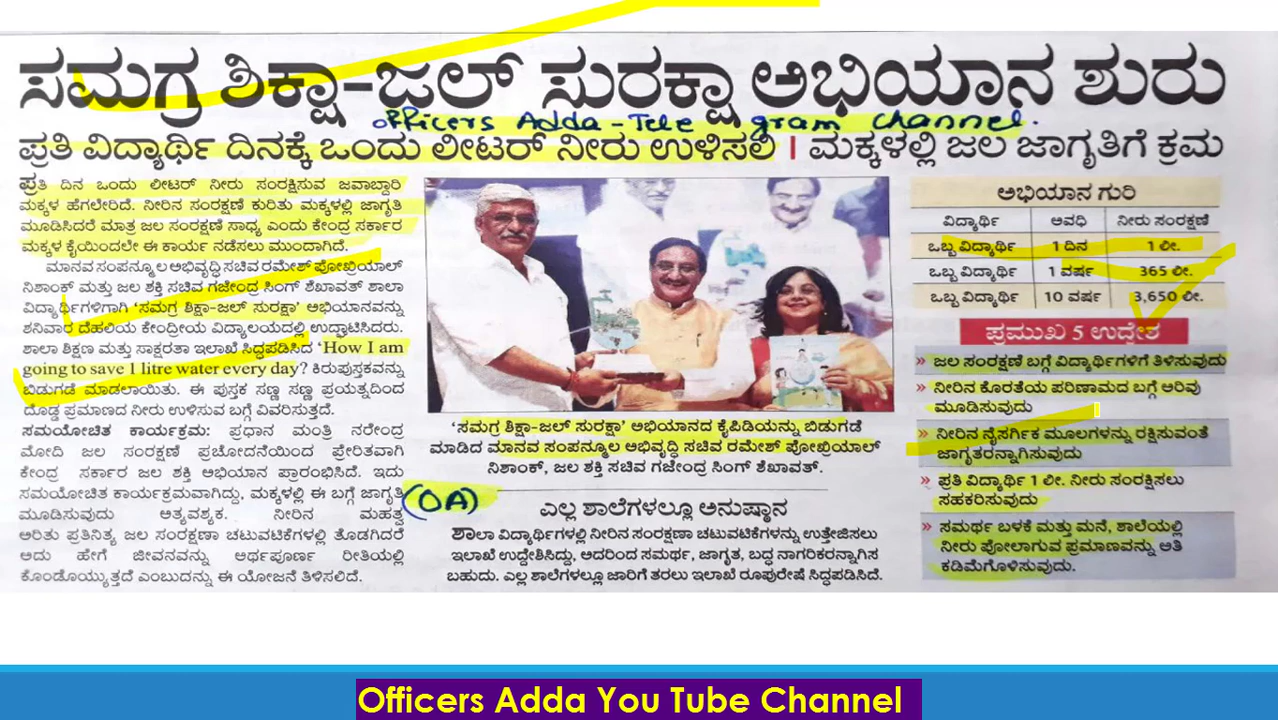 ಸಮಗ್ರ ಶಿಕ್ಷಾ-ಜಲ್ ಸುರಕ್ಷಾ ಅಭಿಯಾನ ಶುರು
officers Adda - Tele gram channel.
ಪ್ರತಿ ವಿದ್ಯಾರ್ಥಿ ದಿನಕ್ಕೆ ಒಂದು ಲೀಟರ್ ನೀರು ಉಳಿಸಲಿ | ಮಕ್ಕಳಲ್ಲಿ ಜಲ ಜಾಗೃತಿಗೆ ಕ್ರಮ
ಪ್ರತಿ ದಿನ ಒಂದು ಲೀಟರ್ ನೀರು ಸಂರಕ್ಷಿಸುವ ಜವಾಬ್ದಾರಿ
ಮಕ್ಕಳ ಹೆಗಲೇರಿದೆ. ನೀರಿನ ಸಂರಕ್ಷಣೆ ಕುರಿತು ಮಕ್ಕಳಲ್ಲಿ ಜಾಗೃತಿ
ಮೂಡಿಸಿದರೆ ಮಾತ್ರ ಜಲ ಸಂರಕ್ಷಣೆ ಸಾಧ್ಯ ಎಂದು ಕೇಂದ್ರ ಸರ್ಕಾರ
ಮಕ್ಕಳ ಕೈಯಿಂದಲೇ ಈ ಕಾರ್ಯ ನಡೆಸಲು ಮುಂದಾಗಿದೆ.
ಮಾನವ ಸಂಪನ್ಮೂಲ ಅಭಿವೃದ್ಧಿ ಸಚಿವ ರಮೇಶ್ ಪೋಖ್ರಿಯಾಲ್
ನಿಶಾಂಕ್ ಮತ್ತು ಜಲ ಶಕ್ತಿ ಸಚಿವ ಗಜೇಂದ್ರ ಸಿಂಗ್ ಶೆಖಾವತ್ ಶಾಲಾ
ವಿದ್ಯಾರ್ಥಿಗಳಿಗಾಗಿ 'ಸಮಗ್ರ ಶಿಕ್ಷಾ-ಜಲ್ ಸುರಕ್ಷಾ' ಅಭಿಯಾನವನ್ನು
ಶನಿವಾರ ದೆಹಲಿಯ ಕೇಂದ್ರೀಯ ವಿದ್ಯಾಲಯದಲ್ಲಿ ಉದ್ಘಾಟಿಸಿದರು.
ಶಾಲಾ ಶಿಕ್ಷಣ ಮತ್ತು ಸಾಕ್ಷರತಾ ಇಲಾಖೆ ಸಿದ್ಧಪಡಿಸಿದ 'How I am
going to save 1 litre water every day? ಕಿರುಪುಸ್ತಕವನ್ನು
ಬಿಡುಗಡೆ ಮಾಡಲಾಯಿತು. ಈ ಪುಸ್ತಕ ಸಣ್ಣ ಸಣ್ಣ ಪ್ರಯತ್ನದಿಂದ
ದೊಡ್ಡ ಪ್ರಮಾಣದ ನೀರು ಉಳಿಸುವ ಬಗ್ಗೆ ವಿವರಿಸುತ್ತದೆ.
ಸಮಯೋಚಿತ ಕಾರ್ಯಕ್ರಮ: ಪ್ರಧಾನ ಮಂತ್ರಿ ನರೇಂದ್ರ
ಮೋದಿ ಜಲ ಸಂರಕ್ಷಣೆ ಪ್ರಚೋದನೆಯಿಂದ ಪ್ರೇರಿತವಾಗಿ
ಕೇಂದ್ರ ಸರ್ಕಾರ ಜಲ ಶಕ್ತಿ ಅಭಿಯಾನ ಪ್ರಾರಂಭಿಸಿದೆ. ಇದು
ಸಮಯೋಚಿತ ಕಾರ್ಯಕ್ರಮವಾಗಿದ್ದು, ಮಕ್ಕಳಲ್ಲಿ ಈ ಬಗ್ಗೆ ಜಾಗೃತಿ
ಮೂಡಿಸುವುದು ಅತ್ಯವಶ್ಯಕ. ನೀರಿನ ಮಹತ್ವ
ಅರಿತು ಪ್ರತಿನಿತ್ಯ ಜಲ ಸಂರಕ್ಷಣಾ ಚಟುವಟಿಕೆಗಳಲ್ಲಿ ತೊಡಗಿದರೆ
ಅದು ಹೇಗೆ ಜೀವನವನ್ನು ಅರ್ಥಪೂರ್ಣ ರೀತಿಯಲ್ಲಿ
ಕೊಂಡೊಯ್ಯುತ್ತದೆ ಎಂಬುದನ್ನು ಈ ಯೋಜನೆ ತಿಳಿಸಲಿದೆ.
'ಸಮಗ್ರ ಶಿಕ್ಷಾ-ಜಲ್ ಸುರಕ್ಷಾ' ಅಭಿಯಾನದ ಕೈಪಿಡಿಯನ್ನು ಬಿಡುಗಡೆ
ಮಾಡಿದ ಮಾನವ ಸಂಪನ್ಮೂಲ ಅಭಿವೃದ್ಧಿ ಸಚಿವ ರಮೇಶ್ ಪೋಖ್ರಿಯಾಲ್
ನಿಶಾಂಕ್, ಜಲ ಶಕ್ತಿ ಸಚಿವ ಗಜೇಂದ್ರ ಸಿಂಗ್ ಶೆಖಾವತ್.
(OA)
ಎಲ್ಲ ಶಾಲೆಗಳಲ್ಲೂ ಅನುಷ್ಠಾನ
ಶಾಲಾ ವಿದ್ಯಾರ್ಥಿಗಳಲ್ಲಿ ನೀರಿನ ಸಂರಕ್ಷಣಾ ಚಟುವಟಿಕೆಗಳನ್ನು ಉತ್ತೇಜಿಸಲು
ಇಲಾಖೆ ಉದ್ದೇಶಿಸಿದ್ದು, ಅದರಿಂದ ಸಮರ್ಥ, ಜಾಗೃತ, ಬದ್ಧ ನಾಗರಿಕರನ್ನಾಗಿಸ
ಬಹುದು. ಎಲ್ಲ ಶಾಲೆಗಳಲ್ಲೂ ಜಾರಿಗೆ ತರಲು ಇಲಾಖೆ ರೂಪುರೇಷೆ ಸಿದ್ಧಪಡಿಸಿದೆ.
ಅಭಿಯಾನ ಗುರಿ
ವಿದ್ಯಾರ್ಥಿ ಅವಧಿ ನೀರು ಸಂರಕ್ಷಣೆ
ಒಬ್ಬ ವಿದ್ಯಾರ್ಥಿ 1 ದಿನ 1 ಲೀ.
ಒಬ್ಬ ವಿದ್ಯಾರ್ಥಿ 1 ವರ್ಷ 365 ಲೀ.
ಒಬ್ಬ ವಿದ್ಯಾರ್ಥಿ 10 ವರ್ಷ 3,650 ಲೀ.
ಪ್ರಮುಖ 5 ಉದ್ದೇಶ
» ಜಲ ಸಂರಕ್ಷಣೆ ಬಗ್ಗೆ ವಿದ್ಯಾರ್ಥಿಗಳಿಗೆ ತಿಳಿಸುವುದು
» ನೀರಿನ ಕೊರತೆಯ ಪರಿಣಾಮದ ಬಗ್ಗೆ ಅರಿವು
ಮೂಡಿಸುವುದು
» ನೀರಿನ ನೈಸರ್ಗಿಕ ಮೂಲಗಳನ್ನು ರಕ್ಷಿಸುವಂತೆ
ಜಾಗೃತರನ್ನಾಗಿಸುವುದು
» ಪ್ರತಿ ವಿದ್ಯಾರ್ಥಿ 1 ಲೀ. ನೀರು ಸಂರಕ್ಷಿಸಲು
ಸಹಕರಿಸುವುದು
» ಸಮರ್ಥ ಬಳಕೆ ಮತ್ತು ಮನೆ, ಶಾಲೆಯಲ್ಲಿ
ನೀರು ಪೋಲಾಗುವ ಪ್ರಮಾಣವನ್ನು ಅತಿ
ಕಡಿಮೆಗೊಳಿಸುವುದು.
Officers Adda You Tube Channel